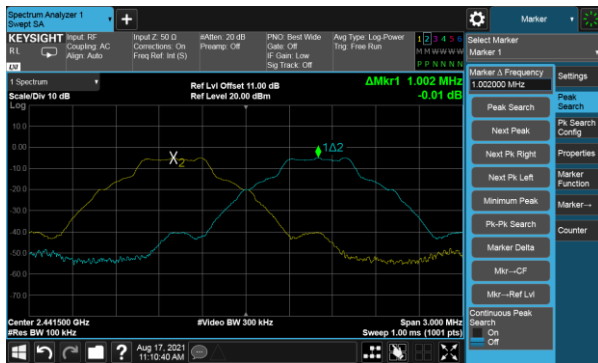 Spectrum Analyzer 1
Swept SA
+
Marker
KEYSIGHT
RL
LXI
Input: RF
Coupling: AC
Align: Auto
Input Z: 50 Ω
Corrections: On
Freq Ref: Int (S)
#Atten: 20 dB
Preamp: Off
PNO: Best Wide
Gate: Off
IF Gain: Low
Sig Track: Off
Avg Type: Log-Power
Trig: Free Run
1 2 3 4 5 6
M W W W W W
P P N N N N
Select Marker
Marker 1
1 Spectrum
Scale/Div 10 dB
Ref Lvl Offset 11.00 dB
Ref Level 20.00 dBm
ΔMkr1 1.002 MHz
-0.01 dB
Log
10.0
0.00
-10.0
-20.0
-30.0
-40.0
-50.0
-60.0
-70.0
X2
1Δ2
Center 2.441500 GHz
#Res BW 100 kHz
#Video BW 300 kHz
Span 3.000 MHz
Sweep 1.00 ms (1001 pts)
Marker Δ Frequency
1.002000 MHz
Peak Search
Next Peak
Next Pk Right
Next Pk Left
Minimum Peak
Pk-Pk Search
Marker Delta
Mkr→CF
Mkr→Ref Lvl
Continuous Peak
Search
On
Off
Settings
Peak
Search
Pk Search
Config
Properties
Marker
Function
Marker→
Counter
?
Aug 17, 2021
11:10:40 AM